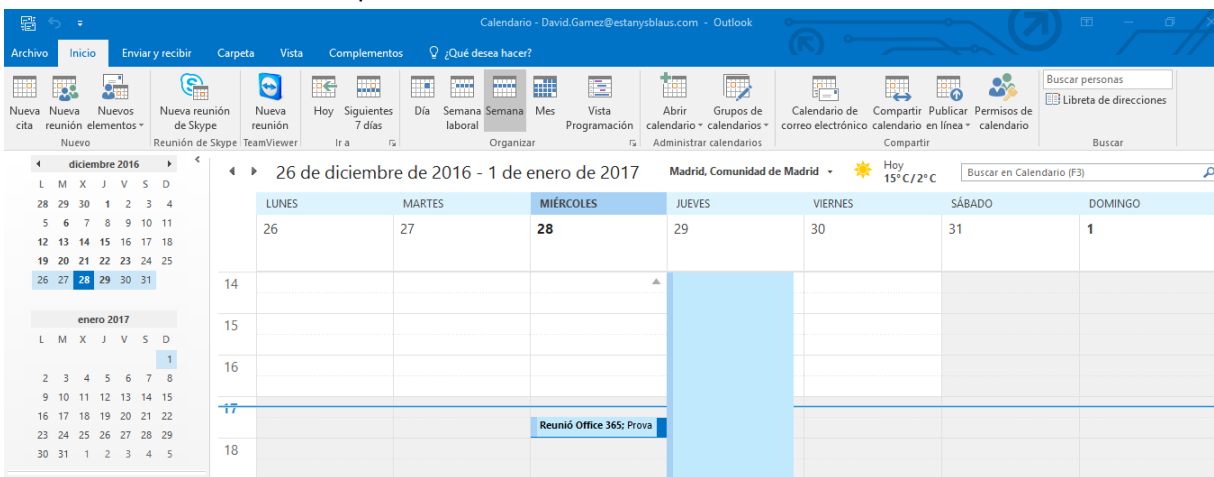 Calendario - David.Gamez@estanysblaus.com - Outlook
Archivo Inicio Enviar y recibir Carpeta Vista Complementos ¿Qué desea hacer?
Nueva cita
Nueva reunión
Nuevos elementos
Nueva reunión de Skype
Nueva reunión
Hoy
Siguientes 7 días
Día
Semana laboral
Semana
Mes
Vista Programación
Abrir calendario
Grupos de calendarios
Calendario de correo electrónico
Compartir calendario
Publicar en línea
Permisos de calendario
Buscar personas
Libreta de direcciones
Nuevo Reunión de Skype TeamViewer Ir a Organizar Administrar calendarios Compartir Buscar
diciembre 2016
L M X J V S D
28 29 30 1 2 3 4
5 6 7 8 9 10 11
12 13 14 15 16 17 18
19 20 21 22 23 24 25
26 27 28 29 30 31
enero 2017
L M X J V S D
1
2 3 4 5 6 7 8
9 10 11 12 13 14 15
16 17 18 19 20 21 22
23 24 25 26 27 28 29
30 31 1 2 3 4 5
26 de diciembre de 2016 - 1 de enero de 2017
Madrid, Comunidad de Madrid
Hoy
15°C/2°C
Buscar en Calendario (F3)
LUNES MARTES MIÉRCOLES JUEVES VIERNES SÁBADO DOMINGO
26 27 28 29 30 31 1
14
15
16
17
Reunió Office 365; Prova
18